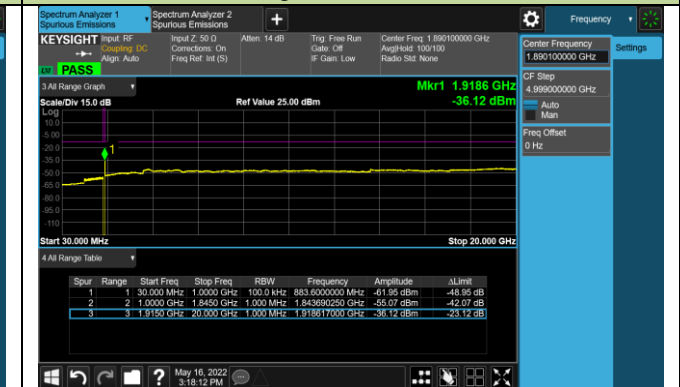 Spectrum Analyzer 1
Spurious Emissions
Spectrum Analyzer 2
Spurious Emissions
+
Frequency
KEYSIGHT
Input: RF
Coupling: DC
Align: Auto
Input Z: 50 Ω
Corrections: On
Freq Ref: Int (S)
Atten: 14 dB
Trig: Free Run
Gate: Off
IF Gain: Low
Center Freq: 1.890100000 GHz
Avg|Hold: 100/100
Radio Std: None
PASS
3 All Range Graph
Mkr1 1.9186 GHz
Scale/Div 15.0 dB
Ref Value 25.00 dBm
-36.12 dBm
Log
10.0
-5.00
-20.0
-35.0
-50.0
-65.0
-80.0
-95.0
-110
1
Start 30.000 MHz
Stop 20.000 GHz
4 All Range Table
Spur Range Start Freq Stop Freq RBW Frequency Amplitude ΔLimit
1 1 30.000 MHz 1.0000 GHz 100.0 kHz 883.6000000 MHz -61.95 dBm -48.95 dB
2 2 1.0000 GHz 1.8450 GHz 1.000 MHz 1.843690250 GHz -55.07 dBm -42.07 dB
3 3 1.9150 GHz 20.000 GHz 1.000 MHz 1.918617000 GHz -36.12 dBm -23.12 dB
Center Frequency
1.890100000 GHz
Settings
CF Step
4.999000000 GHz
Auto
Man
Freq Offset
0 Hz
?
May 16, 2022
3:18:12 PM